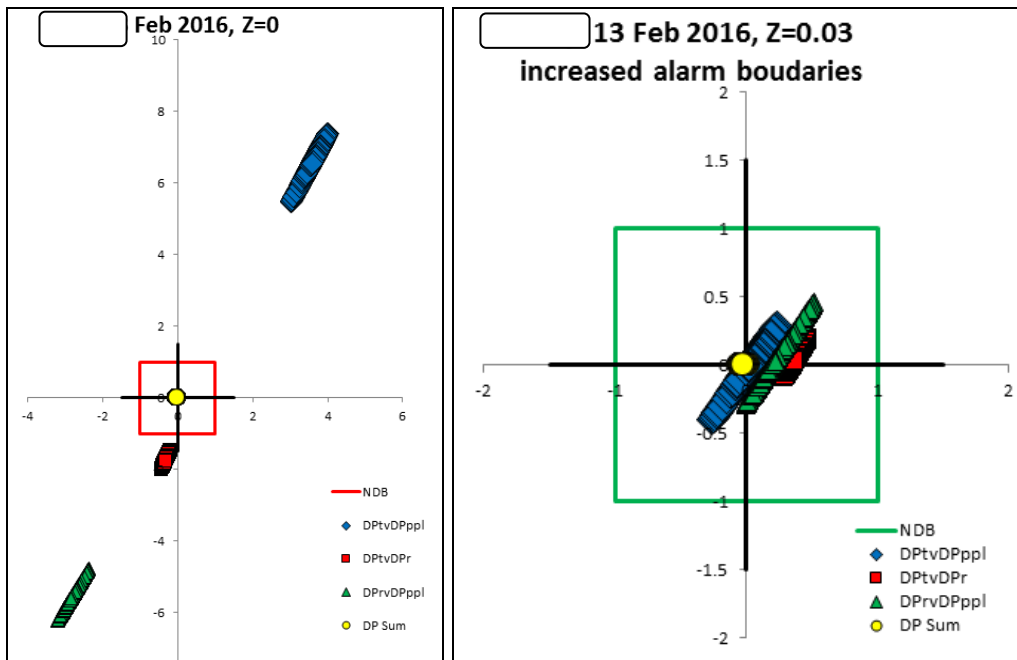 Feb 2016, Z=0
10
8
6
4
2
0
-4
-2
0
2
4
6
-4
-6
NDB
DPtvDPppl
DPtvDPr
DPrvDPppl
DP Sum
13 Feb 2016, Z=0.03
increased alarm boudaries
2
1.5
1
0.5
0
-2
-1
0
1
2
-0.5
-1
-1.5
-2
NDB
DPtvDPppl
DPtvDPr
DPrvDPppl
DP Sum